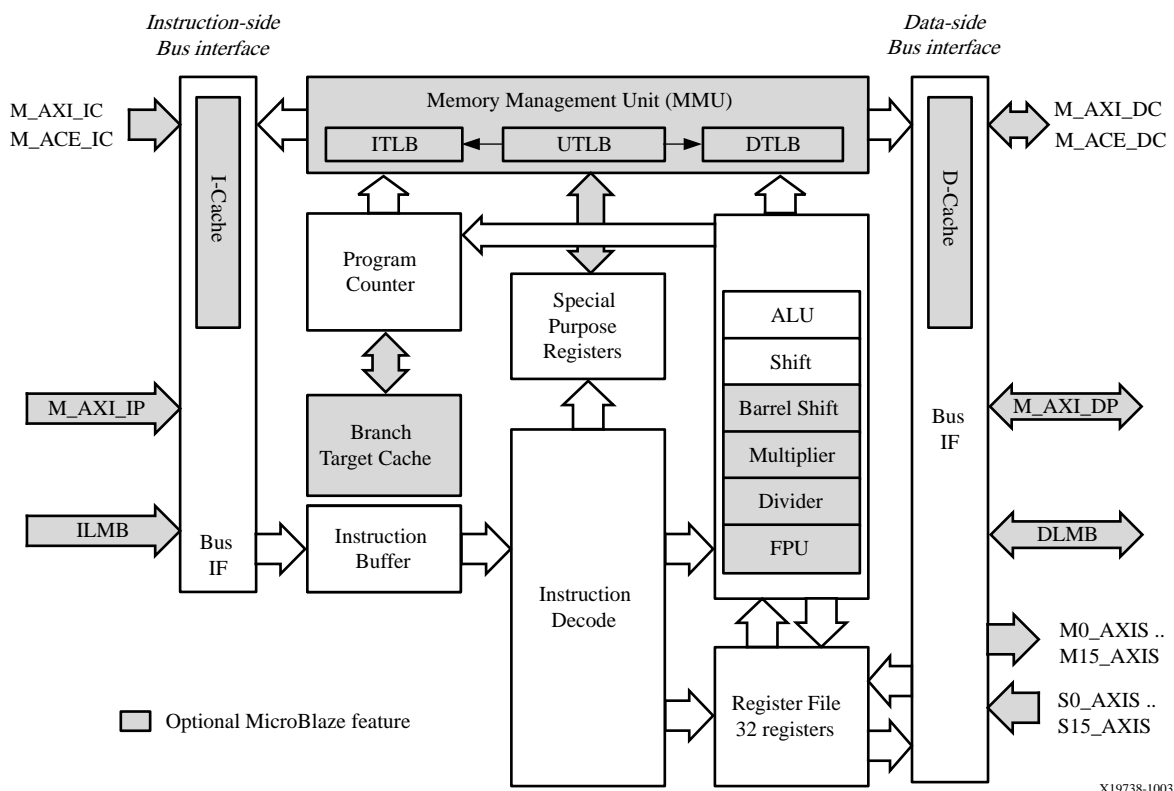 Instruction-side
Bus interface
Data-side
Bus interface
M_AXI_IC
M_ACE_IC
Memory Management Unit (MMU)
ITLB
UTLB
DTLB
M_AXI_DC
M_ACE_DC
I-Cache
D-Cache
Program
Counter
Special
Purpose
Registers
ALU
Shift
Barrel Shift
Multiplier
Divider
FPU
M_AXI_IP
Branch
Target Cache
Bus
IF
M_AXI_DP
ILMB
Bus
IF
Instruction
Buffer
Instruction
Decode
DLMB
Register File
32 registers
M0_AXIS ..
M15_AXIS
S0_AXIS ..
S15_AXIS
Optional MicroBlaze feature
X19738-1003